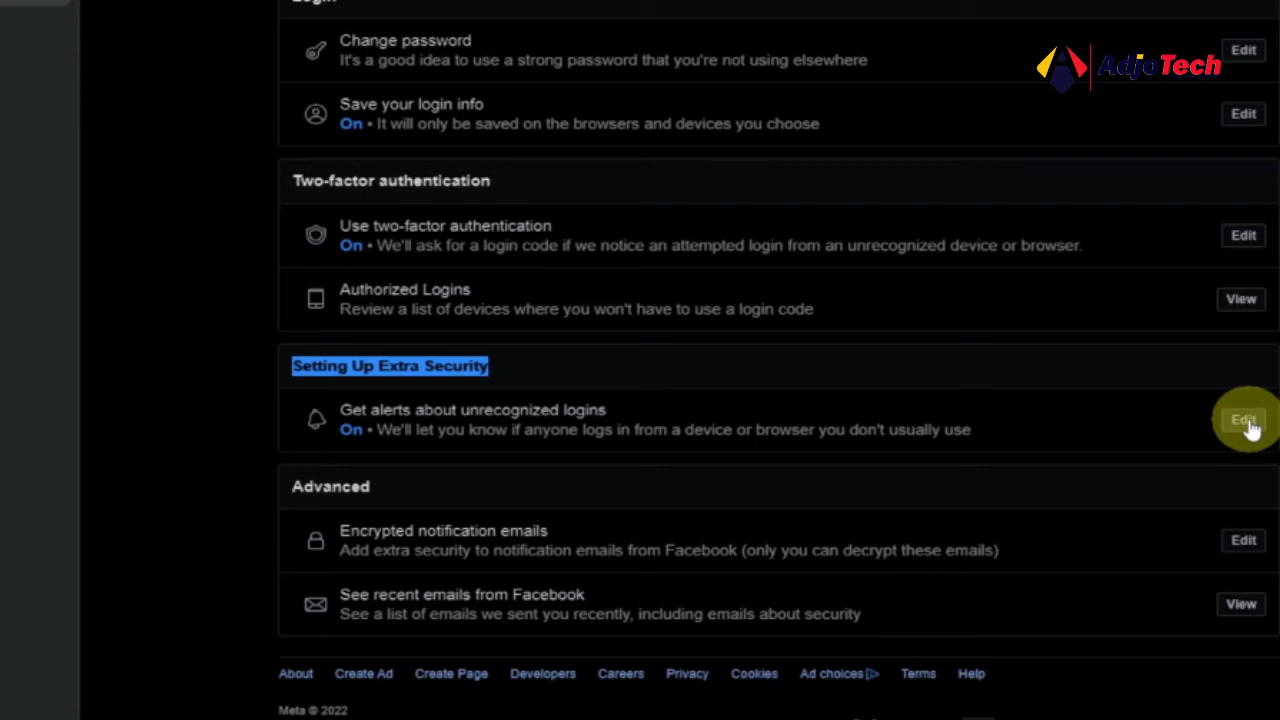 Login
Change password
It's a good idea to use a strong password that you're not using elsewhere
Edit
AdjoTech
Save your login info
On • It will only be saved on the browsers and devices you choose
Edit
Two-factor authentication
Use two-factor authentication
On • We'll ask for a login code if we notice an attempted login from an unrecognized device or browser.
Edit
Authorized Logins
Review a list of devices where you won't have to use a login code
View
Setting Up Extra Security
Get alerts about unrecognized logins
On • We'll let you know if anyone logs in from a device or browser you don't usually use
Edit
Advanced
Encrypted notification emails
Add extra security to notification emails from Facebook (only you can decrypt these emails)
Edit
See recent emails from Facebook
See a list of emails we sent you recently, including emails about security
View
About Create Ad Create Page Developers Careers Privacy Cookies Ad choices Terms Help
Meta © 2022